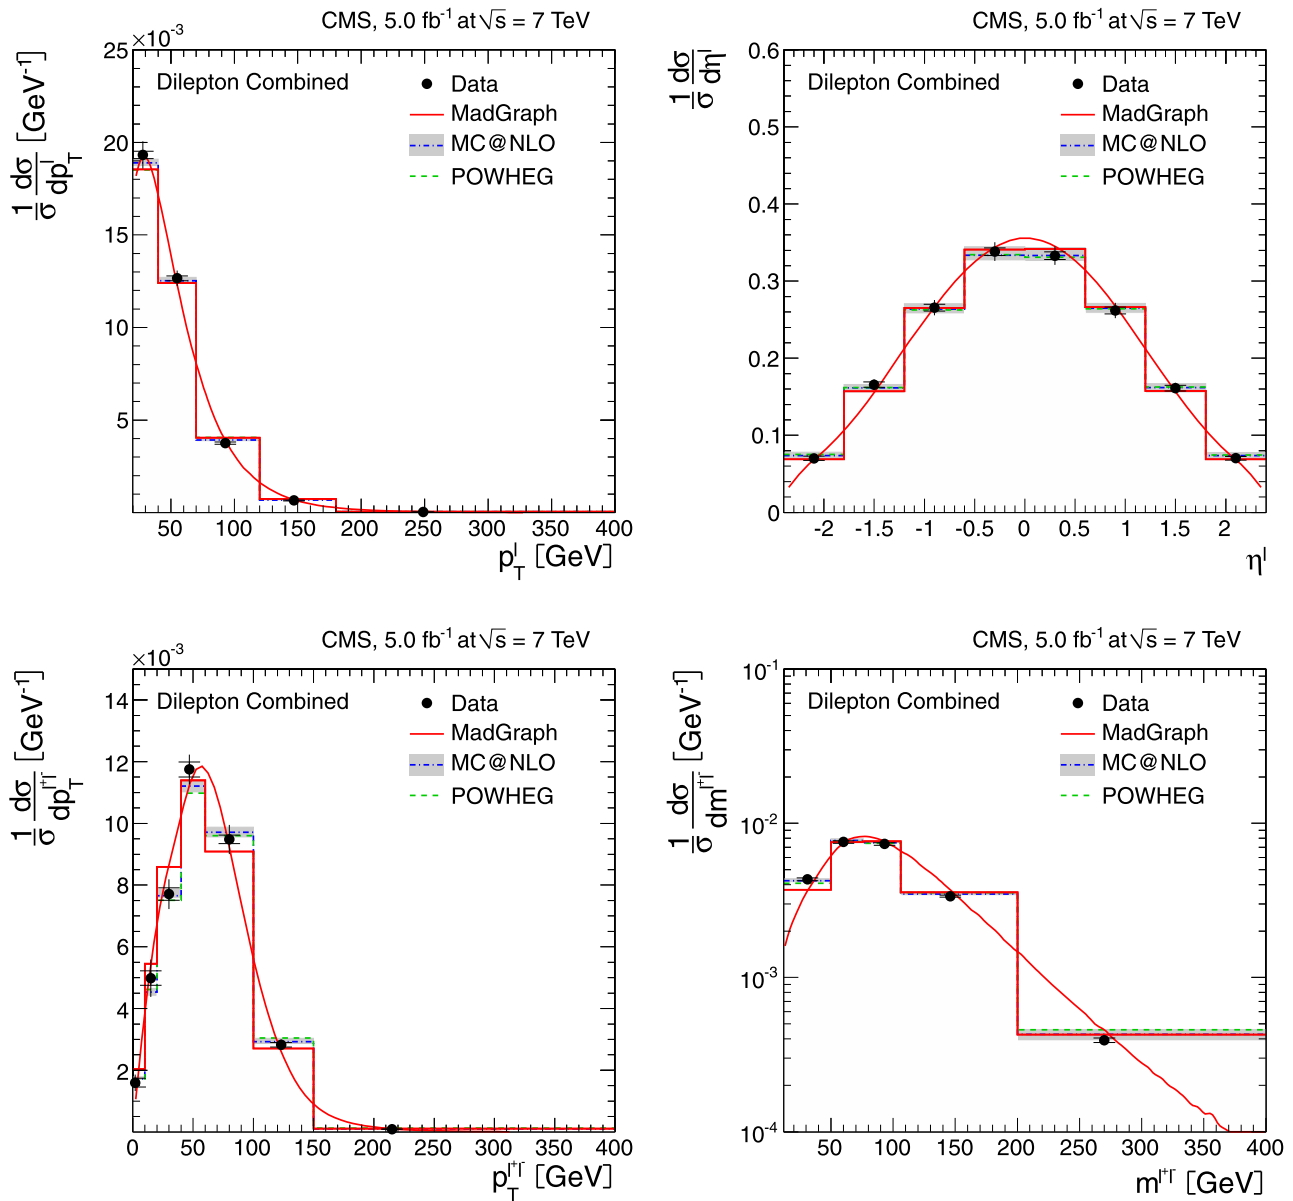 CMS, 5.0 fb⁻¹ at √s = 7 TeV
×10⁻³
Dilepton Combined
Data
MadGraph
MC@NLO
POWHEG
1/σ dσ/dp_T^l [GeV⁻¹]
25
20
15
10
5
50 100 150 200 250 300 350 400
p_T^l [GeV]
CMS, 5.0 fb⁻¹ at √s = 7 TeV
Dilepton Combined
Data
MadGraph
MC@NLO
POWHEG
1/σ dσ/dη^l
0.6
0.5
0.4
0.3
0.2
0.1
0
-2 -1.5 -1 -0.5 0 0.5 1 1.5 2
η^l
CMS, 5.0 fb⁻¹ at √s = 7 TeV
×10⁻³
Dilepton Combined
Data
MadGraph
MC@NLO
POWHEG
1/σ dσ/dp_T^{l⁺l⁻} [GeV⁻¹]
14
12
10
8
6
4
2
0 50 100 150 200 250 300 350 400
p_T^{l⁺l⁻} [GeV]
CMS, 5.0 fb⁻¹ at √s = 7 TeV
Dilepton Combined
Data
MadGraph
MC@NLO
POWHEG
1/σ dσ/dm^{l⁺l⁻} [GeV⁻¹]
10⁻¹
10⁻²
10⁻³
10⁻⁴
50 100 150 200 250 300 350 400
m^{l⁺l⁻} [GeV]